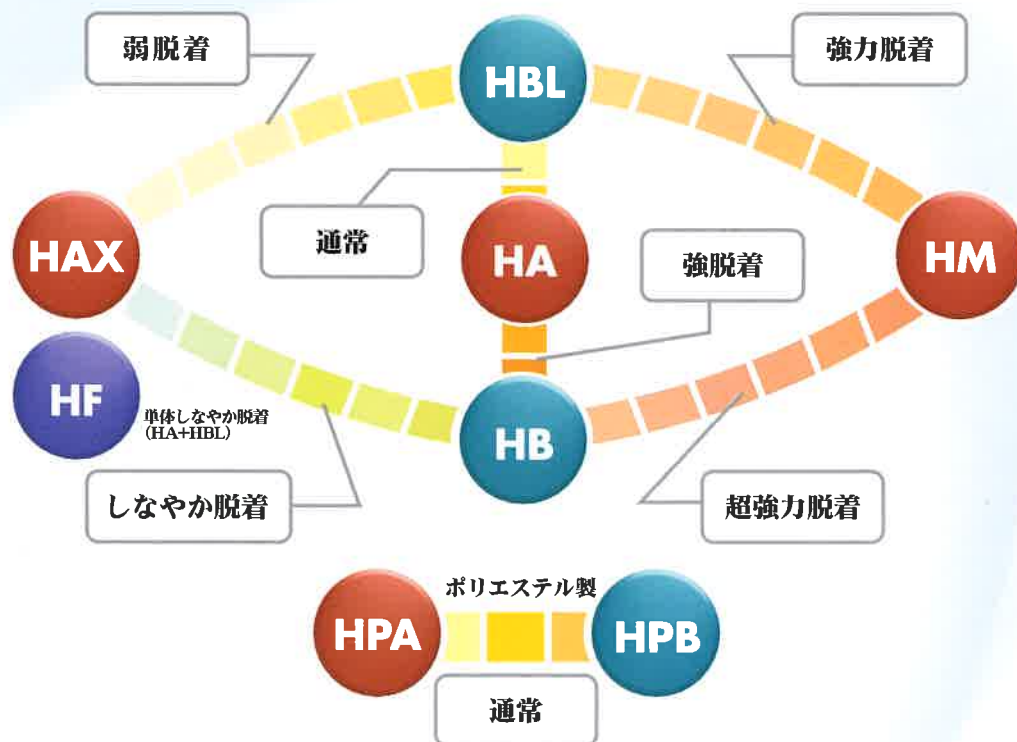 弱脱着
HBL
強力脱着
通常
HAX
HA
強脱着
HM
HF
単体しなやか脱着
(HA+HBL)
HB
しなやか脱着
超強力脱着
ポリエステル製
HPA
HPB
通常